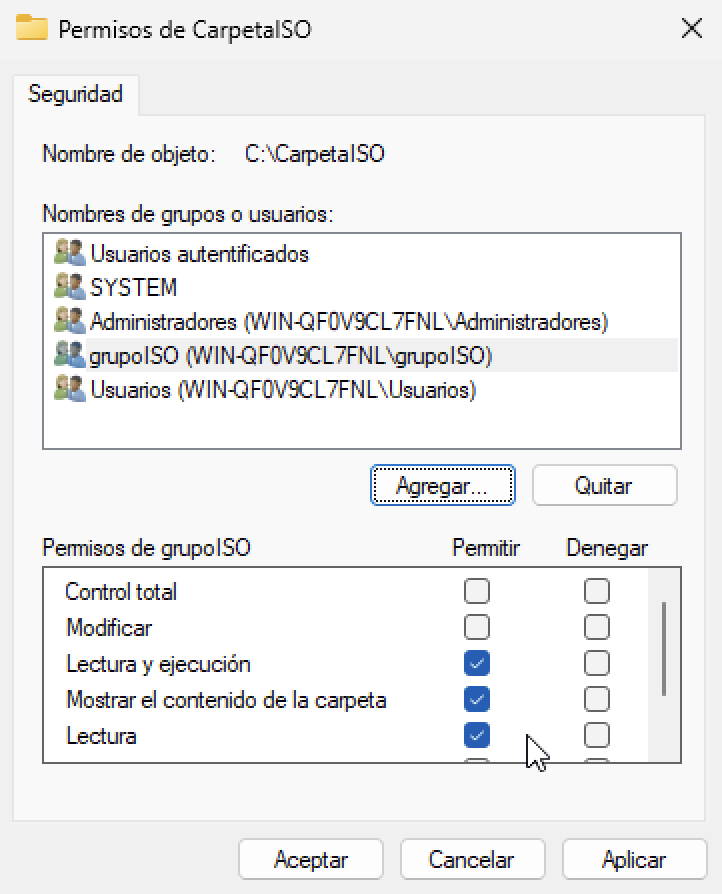 Permisos de CarpetaISO
Seguridad
Nombre de objeto: C:\CarpetaISO
Nombres de grupos o usuarios:
Usuarios autentificados
SYSTEM
Administradores (WIN-QF0V9CL7FNL\Administradores)
grupoISO (WIN-QF0V9CL7FNL\grupoISO)
Usuarios (WIN-QF0V9CL7FNL\Usuarios)
Agregar... Quitar
Permisos de grupoISO Permitir Denegar
Control total
Modificar
Lectura y ejecución
Mostrar el contenido de la carpeta
Lectura
Aceptar Cancelar Aplicar